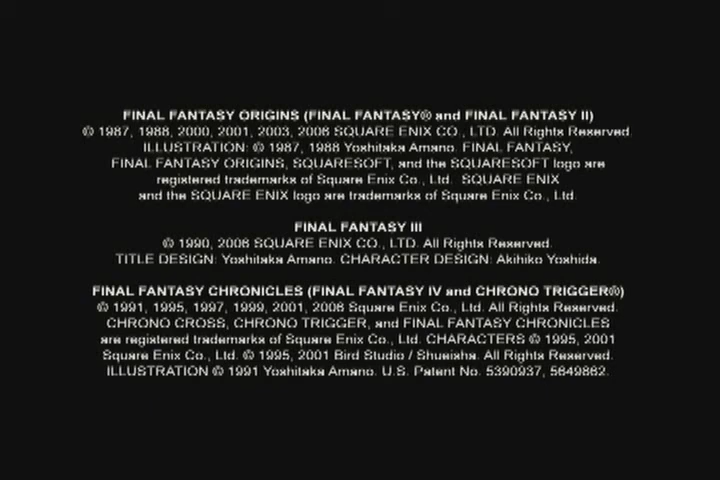 FINAL FANTASY ORIGINS (FINAL FANTASY® and FINAL FANTASY II)
© 1987, 1988, 2000, 2001, 2003, 2006 SQUARE ENIX CO., LTD. All Rights Reserved.
ILLUSTRATION: © 1987, 1988 Yoshitaka Amano. FINAL FANTASY,
FINAL FANTASY ORIGINS, SQUARESOFT, and the SQUARESOFT logo are
registered trademarks of Square Enix Co., Ltd. SQUARE ENIX
and the SQUARE ENIX logo are trademarks of Square Enix Co., Ltd.
FINAL FANTASY III
© 1990, 2006 SQUARE ENIX CO., LTD. All Rights Reserved.
TITLE DESIGN: Yoshitaka Amano. CHARACTER DESIGN: Akihiko Yoshida.
FINAL FANTASY CHRONICLES (FINAL FANTASY IV and CHRONO TRIGGER®)
© 1991, 1995, 1997, 1999, 2001, 2006 Square Enix Co., Ltd. All Rights Reserved.
CHRONO CROSS, CHRONO TRIGGER, and FINAL FANTASY CHRONICLES
are registered trademarks of Square Enix Co., Ltd. CHARACTERS © 1995, 2001
Square Enix Co., Ltd. © 1995, 2001 Bird Studio / Shueisha. All Rights Reserved.
ILLUSTRATION © 1991 Yoshitaka Amano. U.S. Patent No. 5390937, 5649862.